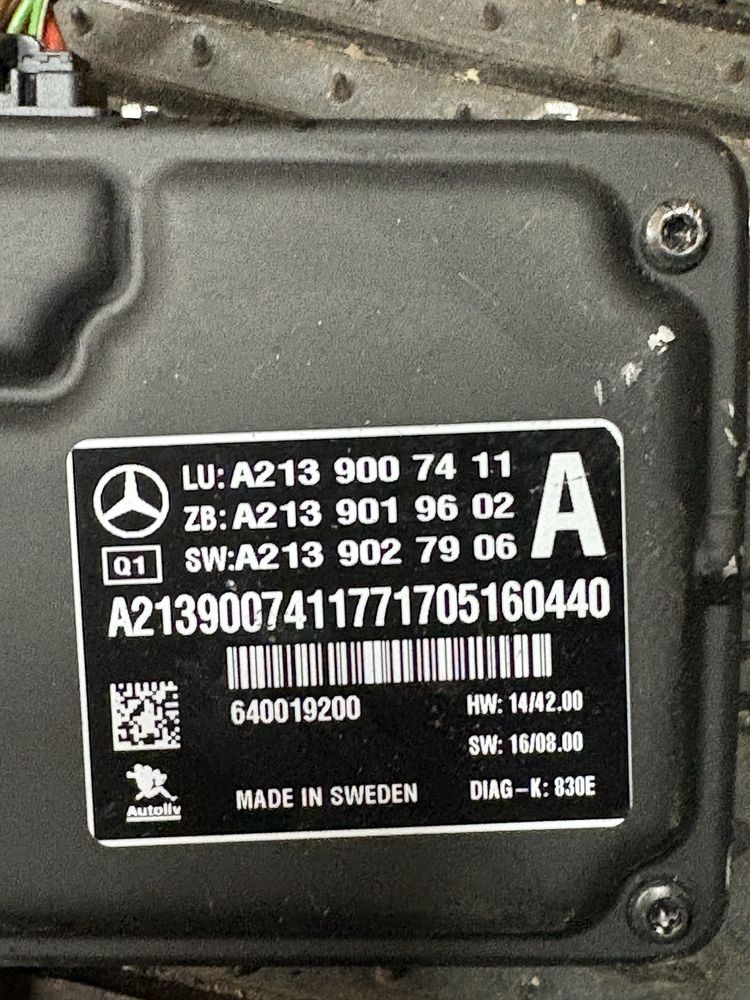 LU: A213 900 74 11
ZB: A213 901 96 02
SW:A213 902 79 06
A
Q1
A2139007411771705160440
640019200
HW: 14/42.00
SW: 16/08.00
Autoliv
MADE IN SWEDEN
DIAG-K: 830E